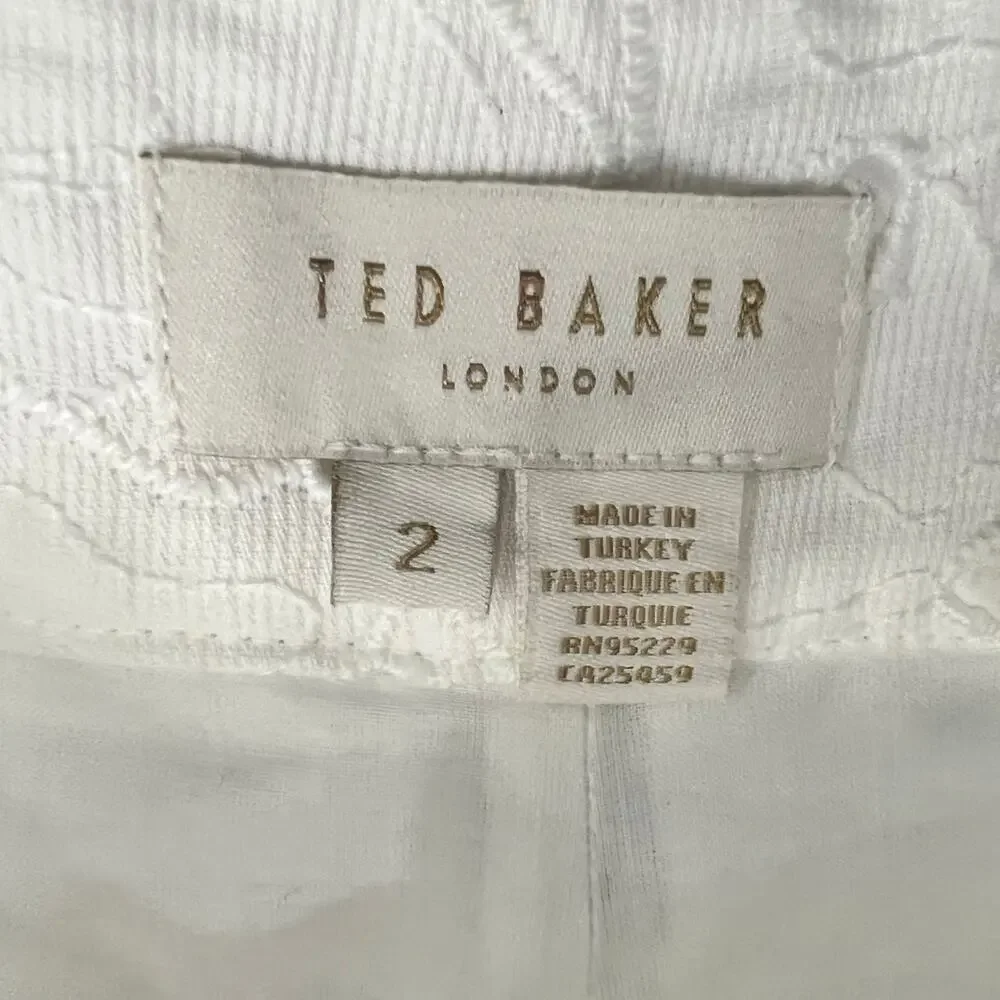 TED BAKER
LONDON
2
MADE IN
TURKEY
FABRIQUE EN
TURQUIE
RN95229
CA25459